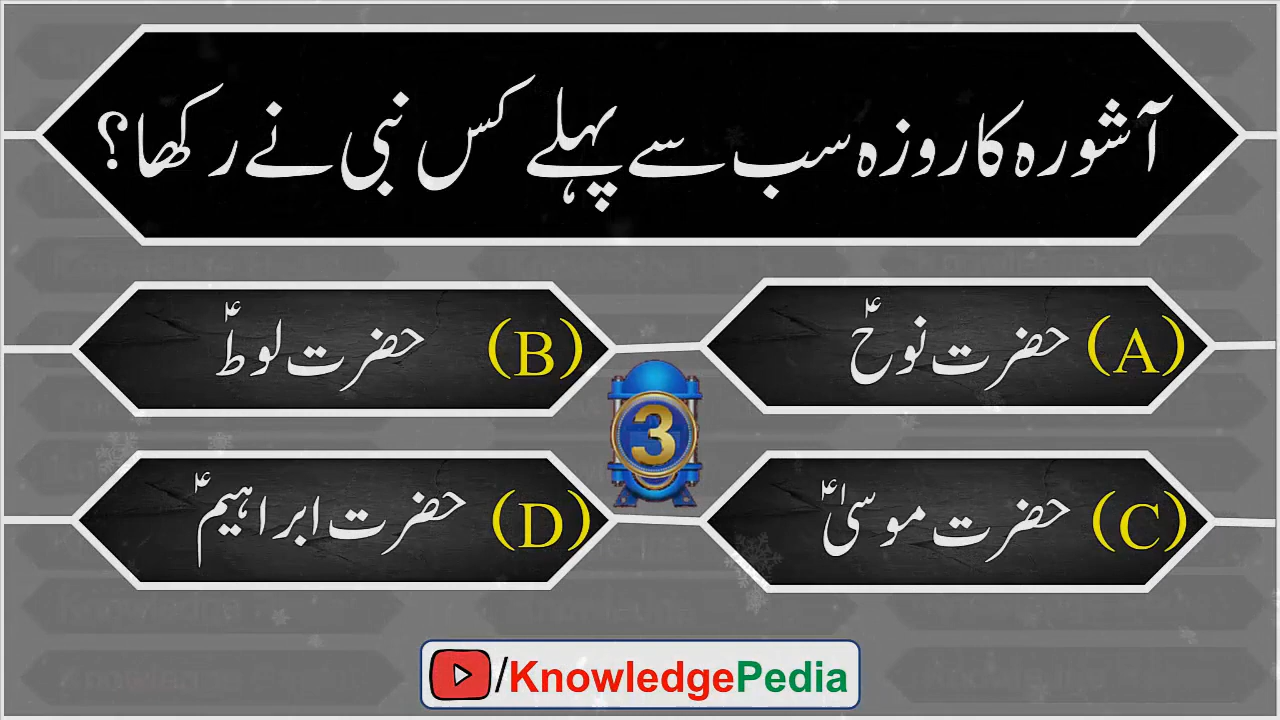 آشورہ کا روزہ سب سے پہلے کس نبی نے رکھا؟
(A) حضرت نوحؑ
(B) حضرت لوطؑ
3
(C) حضرت موسیٰؑ
(D) حضرت ابراہیمؑ
/KnowledgePedia